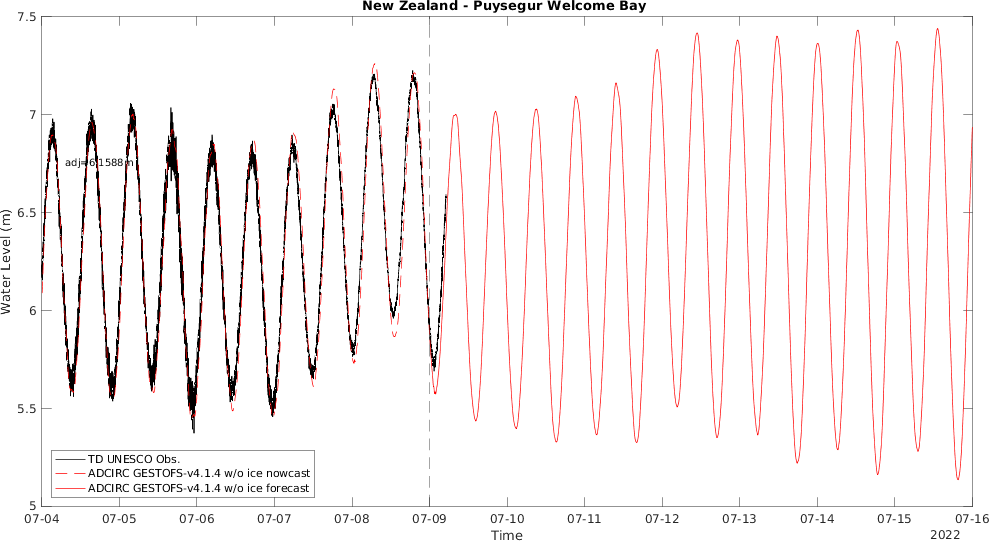 New Zealand - Puysegur Welcome Bay
7.5
7
6.5
6
5.5
5
Water Level (m)
adj=6.1588 m
TD UNESCO Obs.
ADCIRC GESTOFS-v4.1.4 w/o ice nowcast
ADCIRC GESTOFS-v4.1.4 w/o ice forecast
07-04 07-05 07-06 07-07 07-08 07-09 07-10 07-11 07-12 07-13 07-14 07-15 07-16
Time
2022